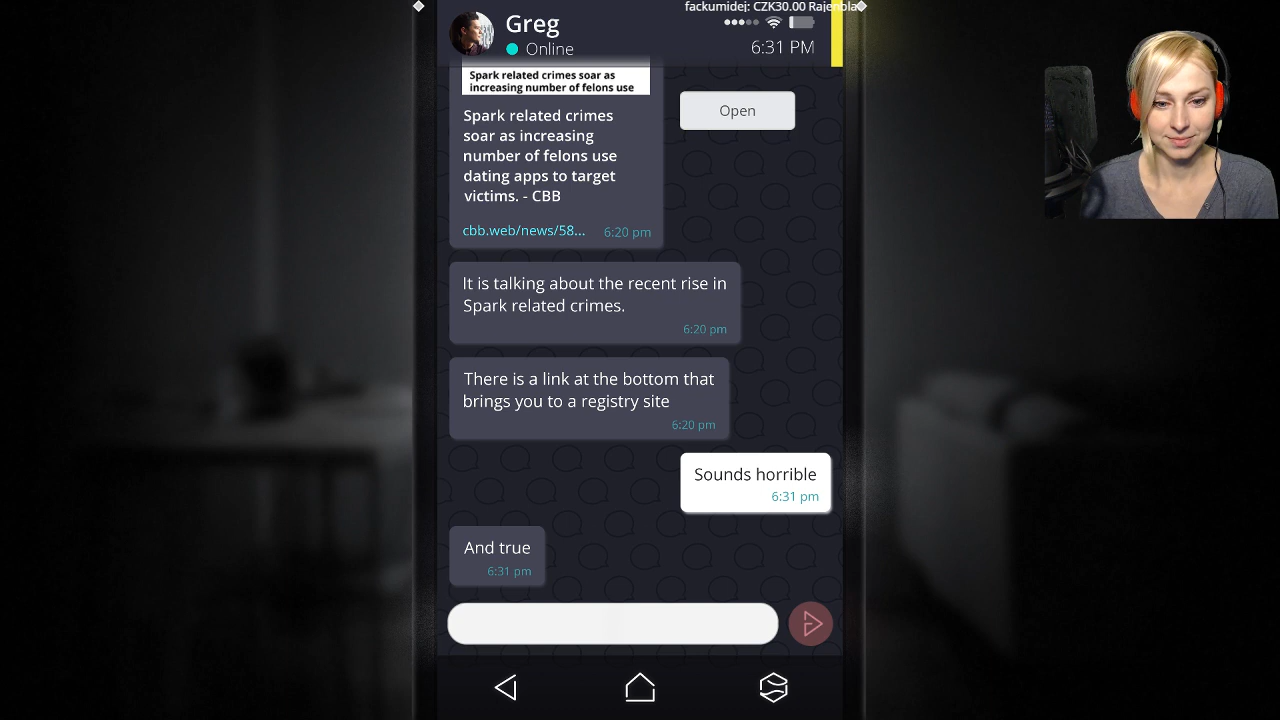 fackumidej: CZK30.00 Rajenbla
Greg
Online
6:31 PM
Spark related crimes soar as
increasing number of felons use
Open
Spark related crimes
soar as increasing
number of felons use
dating apps to target
victims. - CBB
cbb.web/news/58...
6:20 pm
It is talking about the recent rise in
Spark related crimes.
6:20 pm
There is a link at the bottom that
brings you to a registry site
6:20 pm
Sounds horrible
6:31 pm
And true
6:31 pm